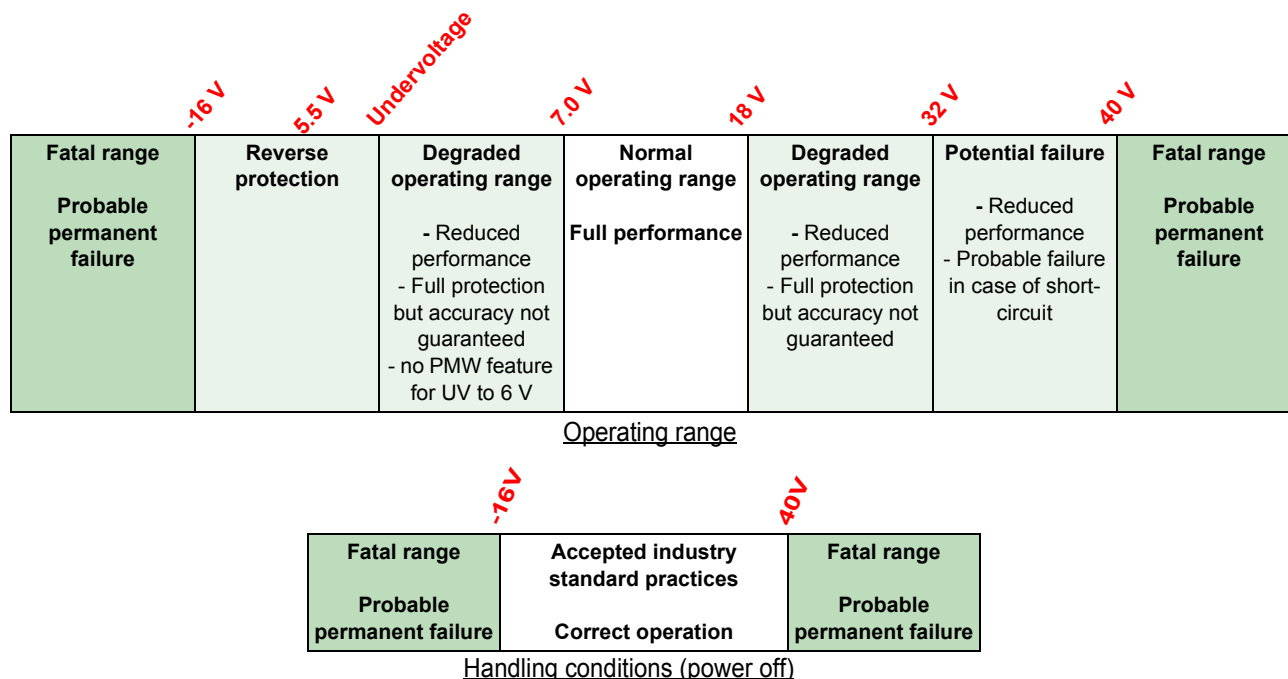 -16 V
5.5 V
Undervoltage
7.0 V
18 V
32 V
40 V
Fatal range
Probable
permanent
failure
Reverse
protection
Degraded
operating range
- Reduced
performance
- Full protection
but accuracy not
guaranteed
- no PMW feature
for UV to 6 V
Normal
operating range
Full performance
Degraded
operating range
- Reduced
performance
- Full protection
but accuracy not
guaranteed
Potential failure
- Reduced
performance
- Probable failure
in case of short-
circuit
Fatal range
Probable
permanent
failure
Operating range
-16V
40V
Fatal range
Probable
permanent failure
Accepted industry
standard practices
Correct operation
Fatal range
Probable
permanent failure
Handling conditions (power off)